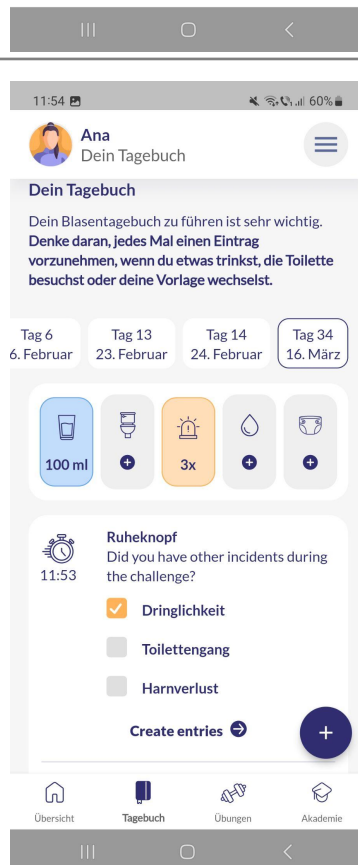 11:54 60%
Ana
Dein Tagebuch
Dein Tagebuch
Dein Blasentagebuch zu führen ist sehr wichtig.
Denke daran, jedes Mal einen Eintrag
vorzunehmen, wenn du etwas trinkst, die Toilette
besuchst oder deine Vorlage wechselst.
Tag 6 Tag 13 Tag 14 Tag 34
6. Februar 23. Februar 24. Februar 16. März
100 ml 3x
Ruheknopf
Did you have other incidents during
11:53 the challenge?
Dringlichkeit
Toilettengang
Harnverlust
Create entries
Übersicht Tagebuch Übungen Akademie